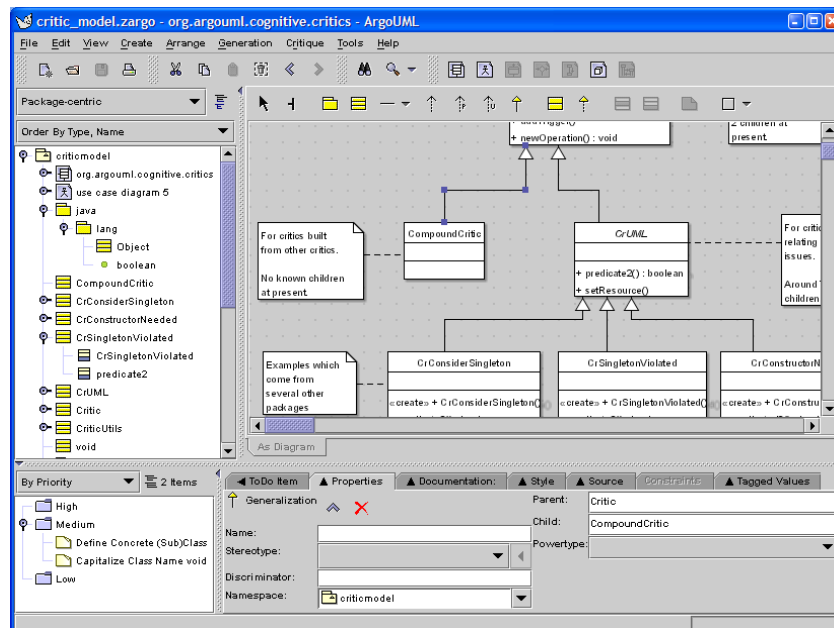 critic_model.zargo - org.argouml.cognitive.critics - ArgoUML
File Edit View Create Arrange Generation Critique Tools Help
Package-centric
Order By Type, Name
criticmodel
org.argouml.cognitive.critics
use case diagram 5
java
lang
Object
boolean
CompoundCritic
CrConsiderSingleton
CrConstructorNeeded
CrSingletonViolated
CrSingletonViolated
predicate2
CrUML
Critic
CriticUtils
void
+ newOperation() : void
2 children at
present.
For critics built
from other critics.
No known children
at present.
CompoundCritic
CrUML
+ predicate2() : boolean
+ setResource()
For critic
relating
issues.
Around
children
Examples which
come from
several other
packages
CrConsiderSingleton
«create» + CrConsiderSingleton()
CrSingletonViolated
«create» + CrSingletonViolated()
CrConstructorN
«create» + CrConstru
As Diagram
By Priority
2 Items
High
Medium
Define Concrete (Sub)Class
Capitalize Class Name void
Low
ToDo Item
Properties
Documentation:
Style
Source
Constraints
Tagged Values
Generalization
Name:
Stereotype:
Discriminator:
Namespace:
criticmodel
Parent:
Critic
Child:
CompoundCritic
Powertype: